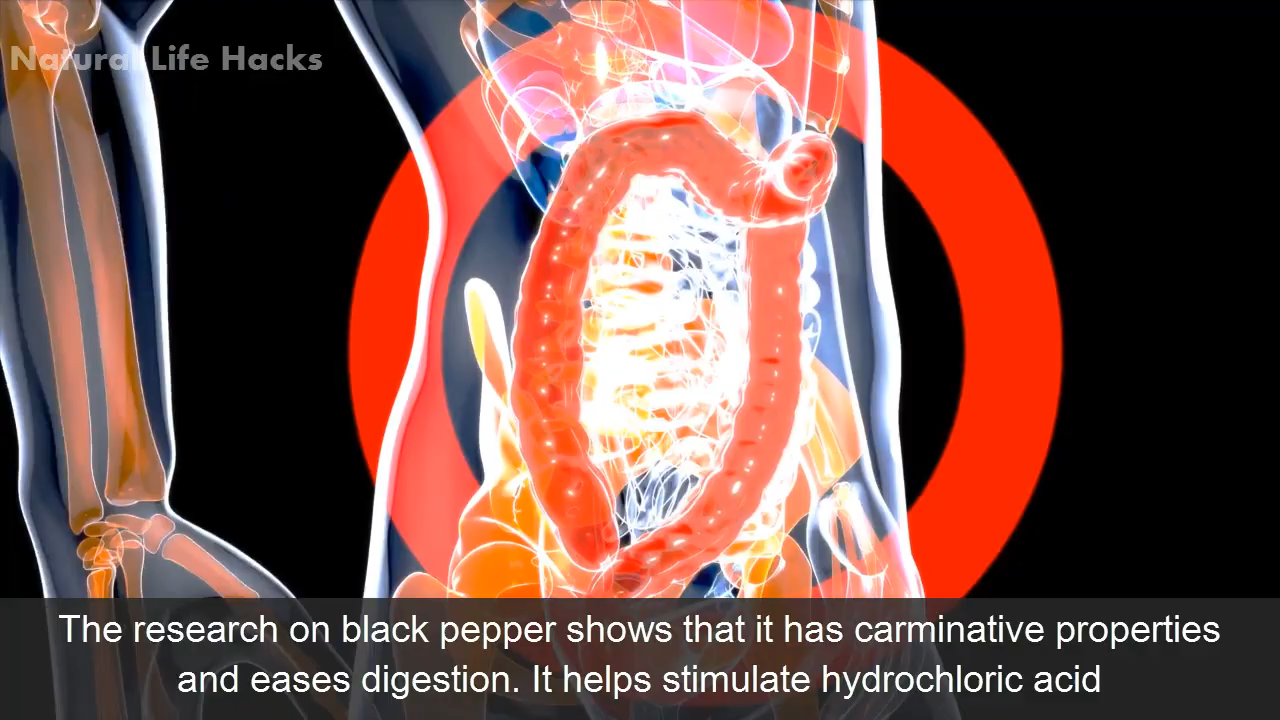 Natural Life Hacks
The research on black pepper shows that it has carminative properties
and eases digestion. It helps stimulate hydrochloric acid